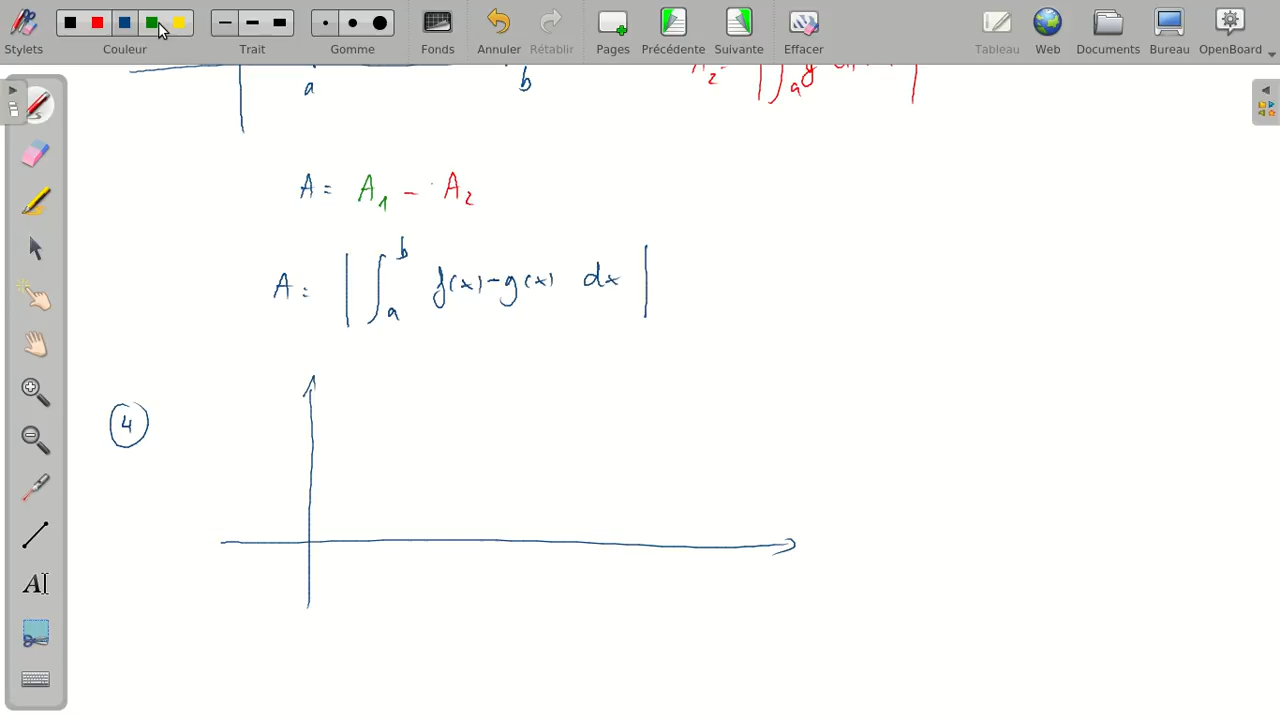 Stylets Couleur Trait Gomme Fonds Annuler Rétablir Pages Précédente Suivante Effacer Tableau Web Documents Bureau OpenBoard
a b
A = A₁ - A₂
A = | ∫ₐᵇ f(x) - g(x) dx |
4